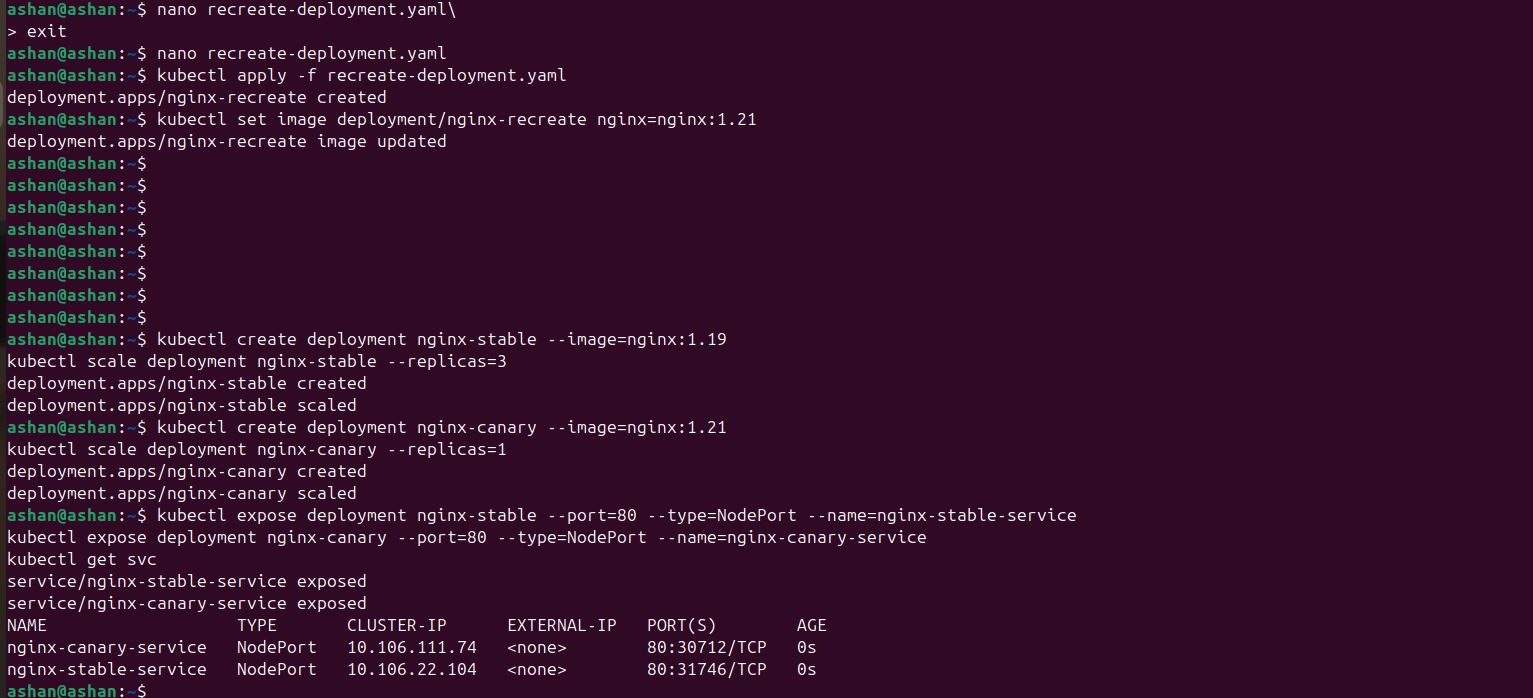 ashan@ashan:~$ nano recreate-deployment.yaml\
> exit
ashan@ashan:~$ nano recreate-deployment.yaml
ashan@ashan:~$ kubectl apply -f recreate-deployment.yaml
deployment.apps/nginx-recreate created
ashan@ashan:~$ kubectl set image deployment/nginx-recreate nginx=nginx:1.21
deployment.apps/nginx-recreate image updated
ashan@ashan:~$
ashan@ashan:~$
ashan@ashan:~$
ashan@ashan:~$
ashan@ashan:~$
ashan@ashan:~$
ashan@ashan:~$
ashan@ashan:~$
ashan@ashan:~$ kubectl create deployment nginx-stable --image=nginx:1.19
kubectl scale deployment nginx-stable --replicas=3
deployment.apps/nginx-stable created
deployment.apps/nginx-stable scaled
ashan@ashan:~$ kubectl create deployment nginx-canary --image=nginx:1.21
kubectl scale deployment nginx-canary --replicas=1
deployment.apps/nginx-canary created
deployment.apps/nginx-canary scaled
ashan@ashan:~$ kubectl expose deployment nginx-stable --port=80 --type=NodePort --name=nginx-stable-service
kubectl expose deployment nginx-canary --port=80 --type=NodePort --name=nginx-canary-service
kubectl get svc
service/nginx-stable-service exposed
service/nginx-canary-service exposed
NAME                   TYPE       CLUSTER-IP      EXTERNAL-IP   PORT(S)        AGE
nginx-canary-service   NodePort   10.106.111.74   <none>        80:30712/TCP   0s
nginx-stable-service   NodePort   10.106.22.104   <none>        80:31746/TCP   0s
ashan@ashan:~$